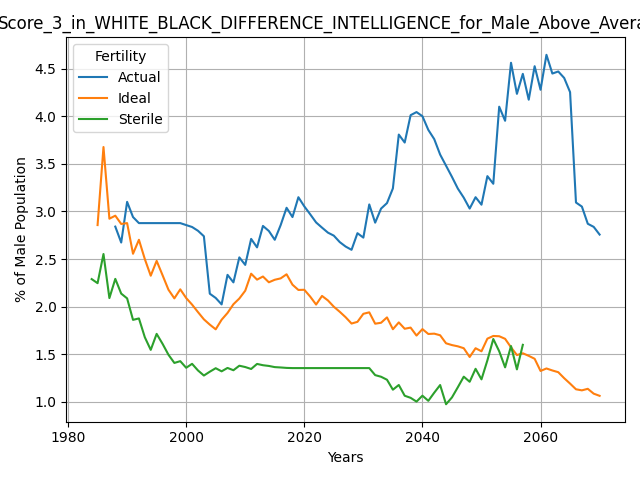 Score_3_in_WHITE_BLACK_DIFFERENCE_INTELLIGENCE_for_Male_Above_Avera
Fertility
Actual
Ideal
Sterile
% of Male Population
4.5
4.0
3.5
3.0
2.5
2.0
1.5
1.0
1980 2000 2020 2040 2060
Years